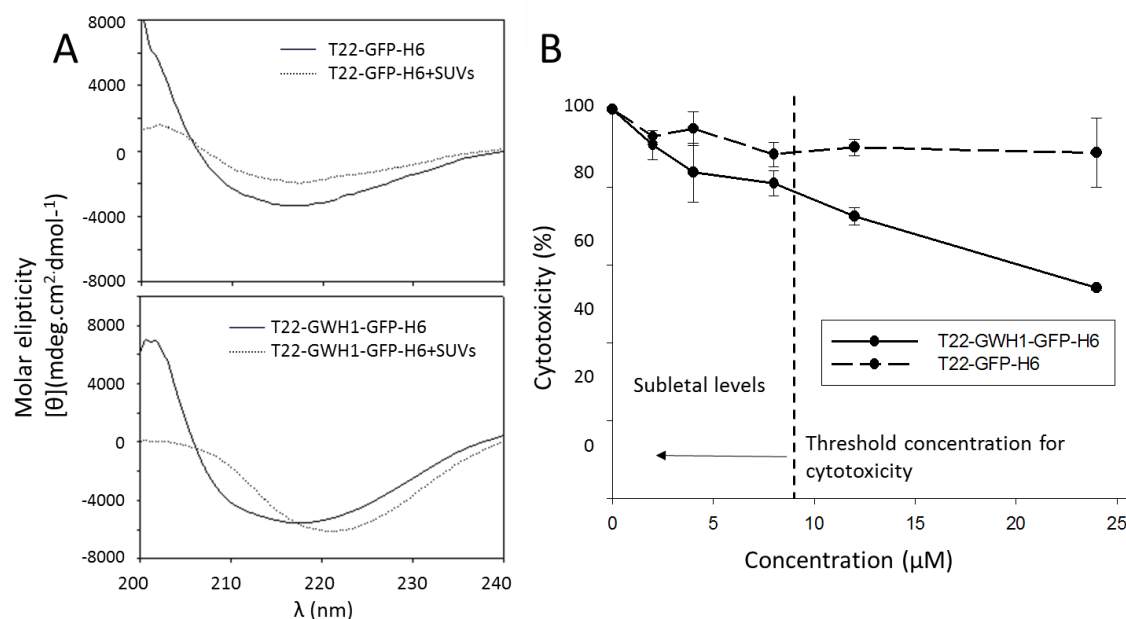 A
8000
4000
0
-4000
-8000
T22-GFP-H6
T22-GFP-H6+SUVs
8000
4000
0
-4000
-8000
T22-GWH1-GFP-H6
T22-GWH1-GFP-H6+SUVs
200
210
220
230
240
λ (nm)
Molar elipticity
[θ](mdeg.cm2.dmol-1)
B
100
80
60
40
20
0
Cytotoxicity (%)
T22-GWH1-GFP-H6
T22-GFP-H6
Subletal levels
Threshold concentration for
cytotoxicity
0
5
10
15
20
25
Concentration (μM)